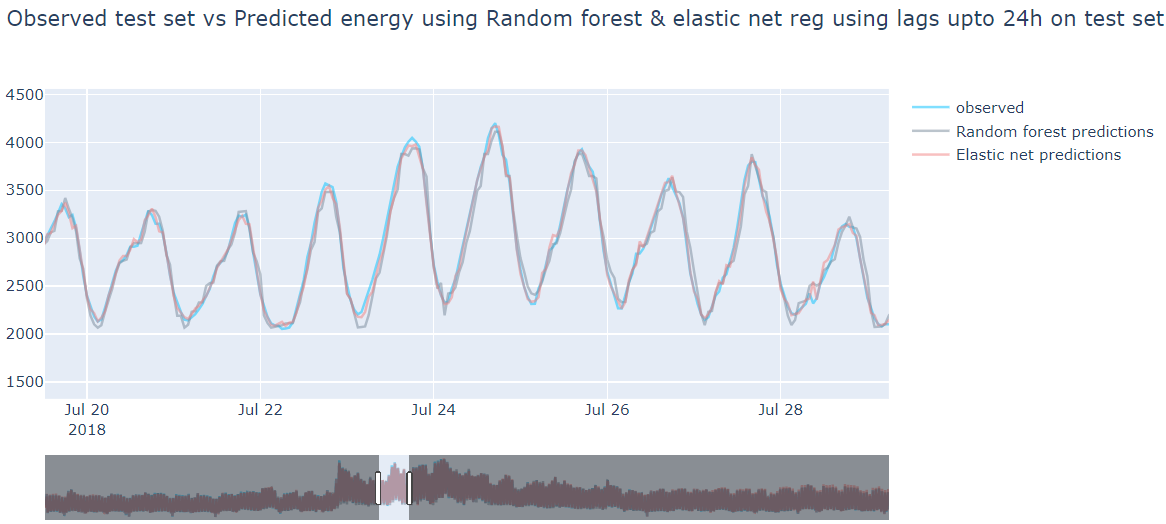 Observed test set vs Predicted energy using Random forest & elastic net reg using lags upto 24h on test set
4500
4000
3500
3000
2500
2000
1500
Jul 20
2018
Jul 22
Jul 24
Jul 26
Jul 28
observed
Random forest predictions
Elastic net predictions